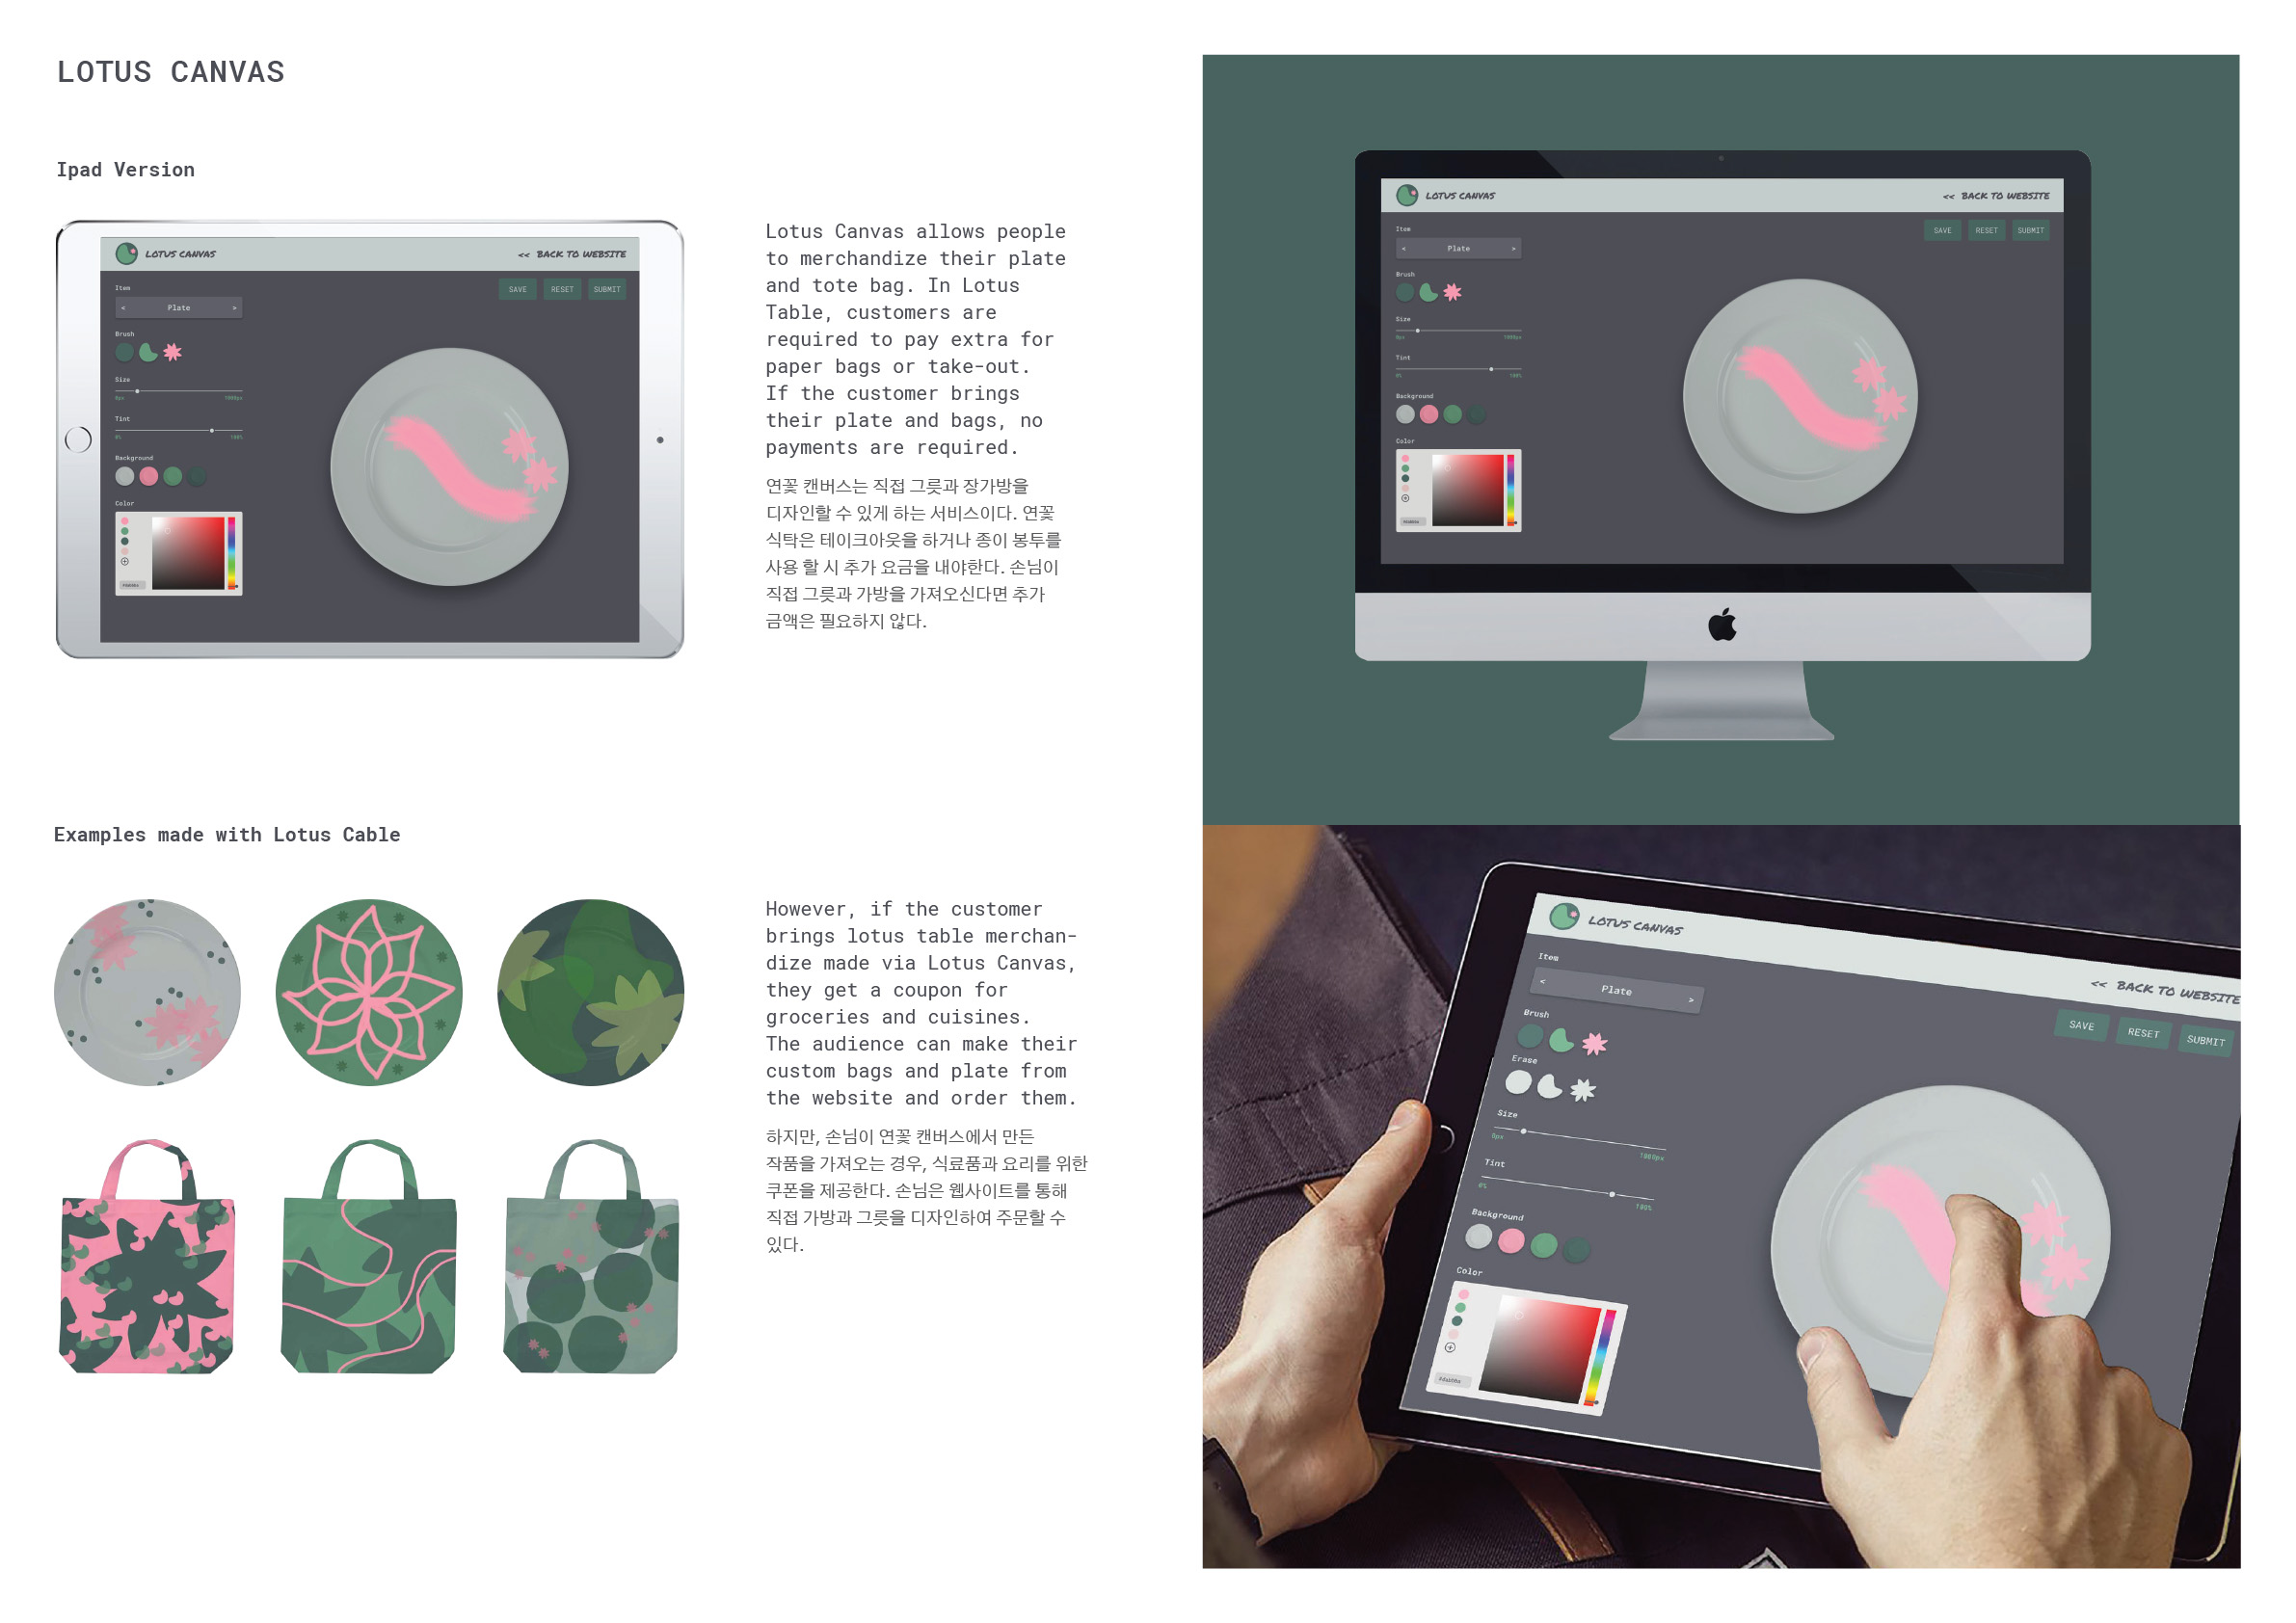 LOTUS CANVAS
Ipad Version
LOTUS CANVAS
<< BACK TO WEBSITE
SAVE
RESET
SUBMIT
Item
< Plate >
Brush
Size
0px
1000px
Tint
0%
100%
Background
Color
Lotus Canvas allows people
to merchandize their plate
and tote bag. In Lotus
Table, customers are
required to pay extra for
paper bags or take-out.
If the customer brings
their plate and bags, no
payments are required.
연꽃 캔버스는 직접 그릇과 장가방을
디자인할 수 있게 하는 서비스이다. 연꽃
식탁은 테이크아웃을 하거나 종이 봉투를
사용 할 시 추가 요금을 내야한다. 손님이
직접 그릇과 가방을 가져오신다면 추가
금액은 필요하지 않다.
LOTUS CANVAS
<< BACK TO WEBSITE
SAVE
RESET
SUBMIT
Item
< Plate >
Brush
Size
0px
1000px
Tint
0%
100%
Background
Color
Examples made with Lotus Cable
However, if the customer
brings lotus table merchan-
dize made via Lotus Canvas,
they get a coupon for
groceries and cuisines.
The audience can make their
custom bags and plate from
the website and order them.
하지만, 손님이 연꽃 캔버스에서 만든
작품을 가져오는 경우, 식료품과 요리를 위한
쿠폰을 제공한다. 손님은 웹사이트를 통해
직접 가방과 그릇을 디자인하여 주문할 수
있다.
LOTUS CANVAS
<< BACK TO WEBSITE
SAVE
RESET
SUBMIT
Item
< Plate >
Brush
Erase
Size
0px
1000px
Tint
0%
100%
Background
Color